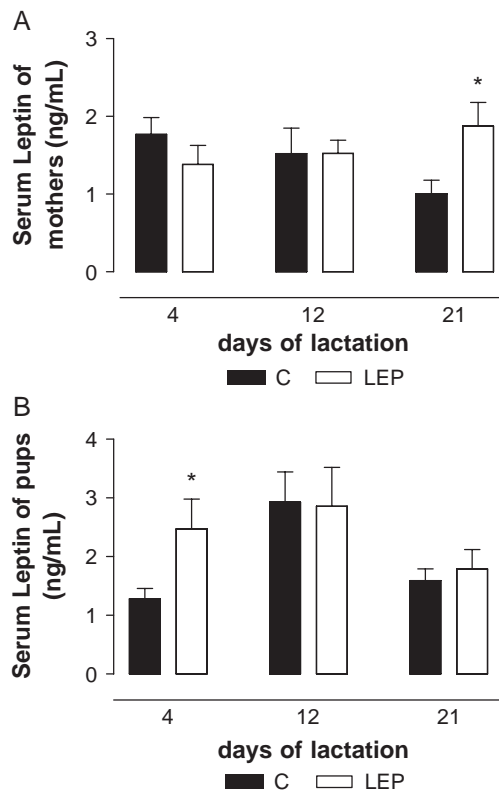 A
Serum Leptin of
mothers (ng/mL)
3
2
1
0
*
4 12 21
days of lactation
C LEP
B
Serum Leptin of pups
(ng/mL)
4
3
2
1
0
*
4 12 21
days of lactation
C LEP